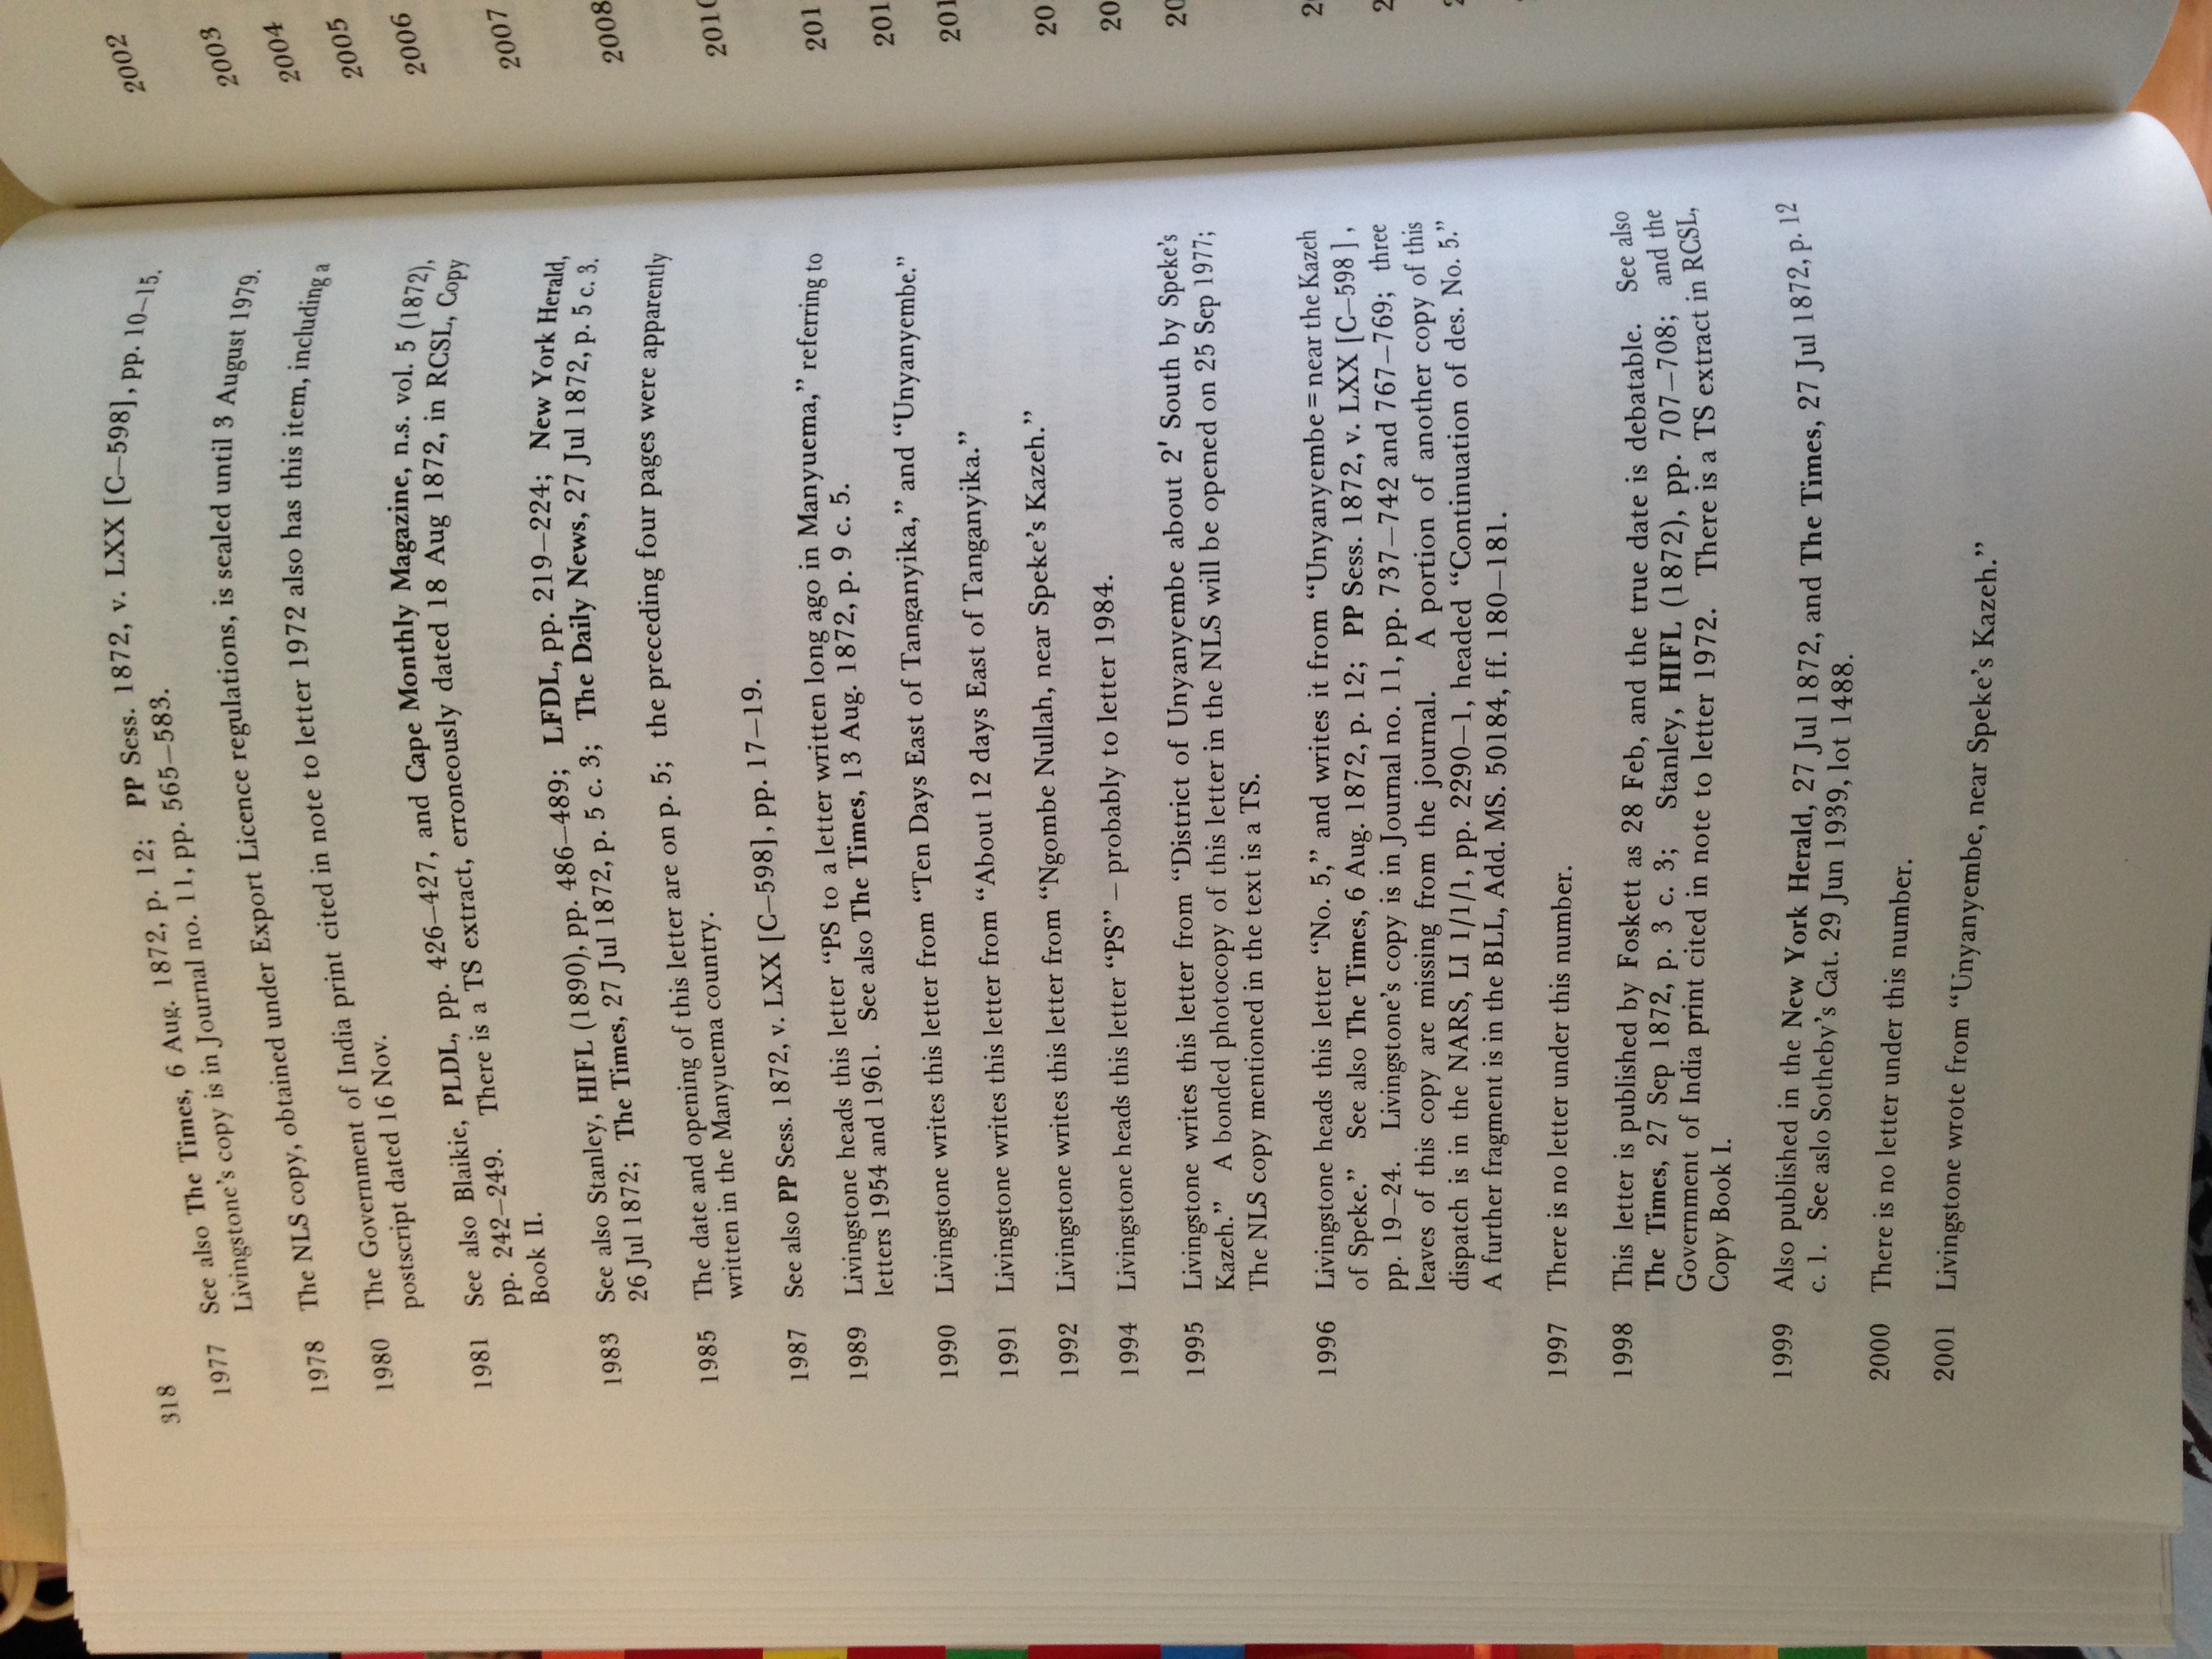 318
1977 See also The Times, 6 Aug. 1872, p. 12; PP Sess. 1872, v. LXX [C—598], pp. 10—15.
Livingstone's copy is in Journal no. 11, pp. 565—583.
1978 The NLS copy, obtained under Export Licence regulations, is sealed until 3 August 1979.
1980 The Government of India print cited in note to letter 1972 also has this item, including a
postscript dated 16 Nov.
1981 See also Blaikie, PLDL, pp. 426—427, and Cape Monthly Magazine, n.s. vol. 5 (1872),
pp. 242—249. There is a TS extract, erroneously dated 18 Aug 1872, in RCSL, Copy
Book II.
1983 See also Stanley, HIFL (1890), pp. 486—489; LFDL, pp. 219—224; New York Herald,
26 Jul 1872; The Times, 27 Jul 1872, p. 5 c. 3; The Daily News, 27 Jul 1872, p. 5 c. 3.
1985 The date and opening of this letter are on p. 5; the preceding four pages were apparently
written in the Manyuema country.
1987 See also PP Sess. 1872, v. LXX [C—598], pp. 17—19.
1989 Livingstone heads this letter “PS to a letter written long ago in Manyuema,” referring to
letters 1954 and 1961. See also The Times, 13 Aug. 1872, p. 9 c. 5.
1990 Livingstone writes this letter from “Ten Days East of Tanganyika,” and “Unyanyembe.”
1991 Livingstone writes this letter from “About 12 days East of Tanganyika.”
1992 Livingstone writes this letter from “Ngombe Nullah, near Speke's Kazeh.”
1994 Livingstone heads this letter “PS” — probably to letter 1984.
1995 Livingstone writes this letter from “District of Unyanyembe about 2' South by Speke's
Kazeh.” A bonded photocopy of this letter in the NLS will be opened on 25 Sep 1977;
The NLS copy mentioned in the text is a TS.
1996 Livingstone heads this letter “No. 5,” and writes it from “Unyanyembe = near the Kazeh
of Speke.” See also The Times, 6 Aug. 1872, p. 12; PP Sess. 1872, v. LXX [C—598 ],
pp. 19—24. Livingstone's copy is in Journal no. 11, pp. 737—742 and 767—769; three
leaves of this copy are missing from the journal. A portion of another copy of this
dispatch is in the NARS, LI 1/1/1, pp. 2290—1, headed “Continuation of des. No. 5.”
A further fragment is in the BLL, Add. MS. 50184, ff. 180—181.
1997 There is no letter under this number.
1998 This letter is published by Foskett as 28 Feb, and the true date is debatable. See also
The Times, 27 Sep 1872, p. 3 c. 3; Stanley, HIFL (1872), pp. 707—708; and the
Government of India print cited in note to letter 1972. There is a TS extract in RCSL,
Copy Book I.
1999 Also published in the New York Herald, 27 Jul 1872, and The Times, 27 Jul 1872, p. 12
c. 1. See aslo Sotheby's Cat. 29 Jun 1939, lot 1488.
2000 There is no letter under this number.
2001 Livingstone wrote from “Unyanyembe, near Speke's Kazeh.”
2002
2003
2004
2005
2006
2007
2008